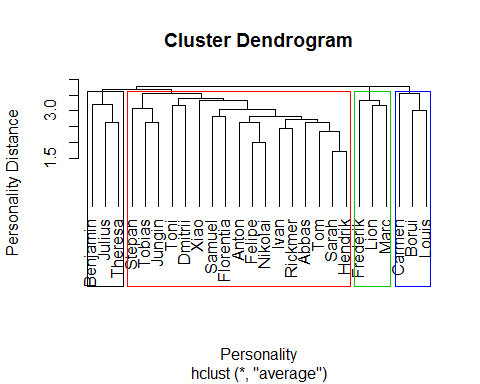 Cluster Dendrogram
Personality Distance
3.0
1.5
Benjamin
Julius
Theresa
Stepan
Tobias
Jungin
Toni
Dmitrii
Xiao
Samuel
Florentia
Anton
Felipe
Nikolai
Ivan
Rickmer
Abbas
Tom
Sarah
Hendrik
Frederik
Lion
Marc
Carmen
Borui
Louis
Personality
hclust (*, "average")